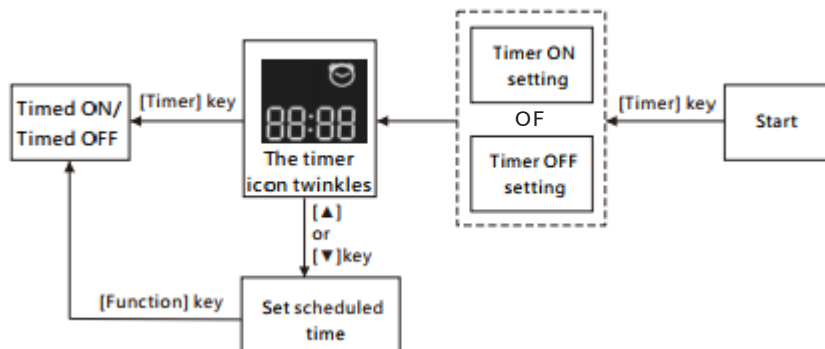 Timed ON/
Timed OFF
[Timer] key
88:88
The timer
icon twinkles
Timer ON
setting
OF
Timer OFF
setting
[Timer] key
Start
[▲]
or
[▼]key
[Function] key
Set scheduled
time